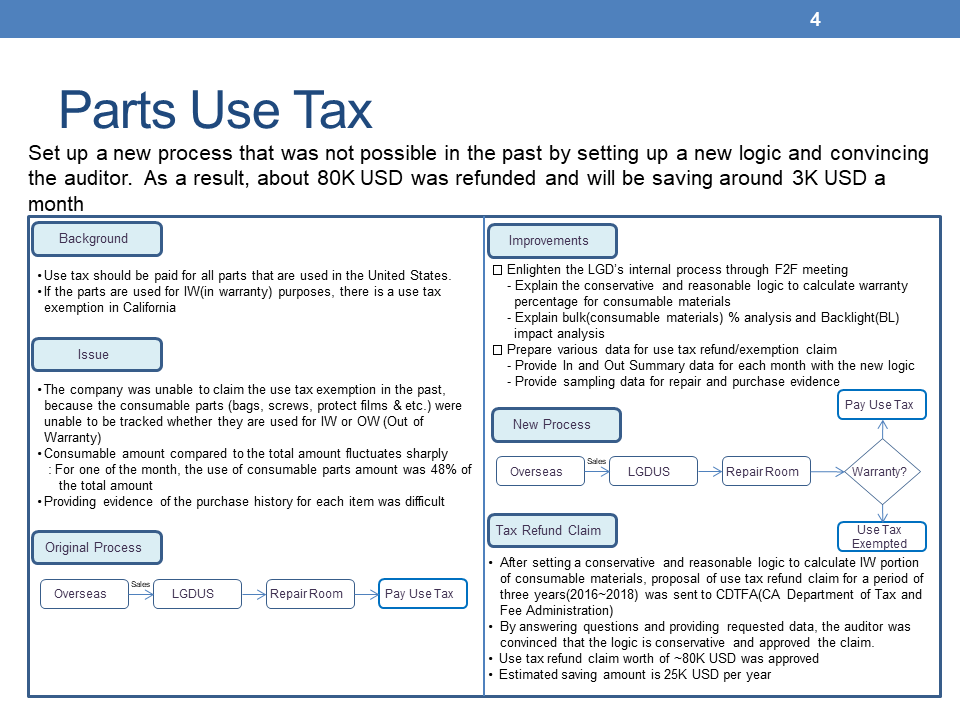 4
Parts Use Tax
Set up a new process that was not possible in the past by setting up a new logic and convincing
the auditor. As a result, about 80K USD was refunded and will be saving around 3K USD a
month
Background
• Use tax should be paid for all parts that are used in the United States.
• If the parts are used for IW(in warranty) purposes, there is a use tax
exemption in California
Issue
• The company was unable to claim the use tax exemption in the past,
because the consumable parts (bags, screws, protect films & etc.) were
unable to be tracked whether they are used for IW or OW (Out of
Warranty)
• Consumable amount compared to the total amount fluctuates sharply
: For one of the month, the use of consumable parts amount was 48% of
the total amount
• Providing evidence of the purchase history for each item was difficult
Original Process
Overseas
Sales
LGDUS
Repair Room
Pay Use Tax
Improvements
□ Enlighten the LGD's internal process through F2F meeting
- Explain the conservative and reasonable logic to calculate warranty
percentage for consumable materials
- Explain bulk(consumable materials) % analysis and Backlight(BL)
impact analysis
□ Prepare various data for use tax refund/exemption claim
- Provide In and Out Summary data for each month with the new logic
- Provide sampling data for repair and purchase evidence
New Process
Pay Use Tax
Overseas
Sales
LGDUS
Repair Room
Warranty?
Use Tax
Exempted
Tax Refund Claim
• After setting a conservative and reasonable logic to calculate IW portion
of consumable materials, proposal of use tax refund claim for a period of
three years(2016~2018) was sent to CDTFA(CA Department of Tax and
Fee Administration)
• By answering questions and providing requested data, the auditor was
convinced that the logic is conservative and approved the claim.
• Use tax refund claim worth of ~80K USD was approved
• Estimated saving amount is 25K USD per year